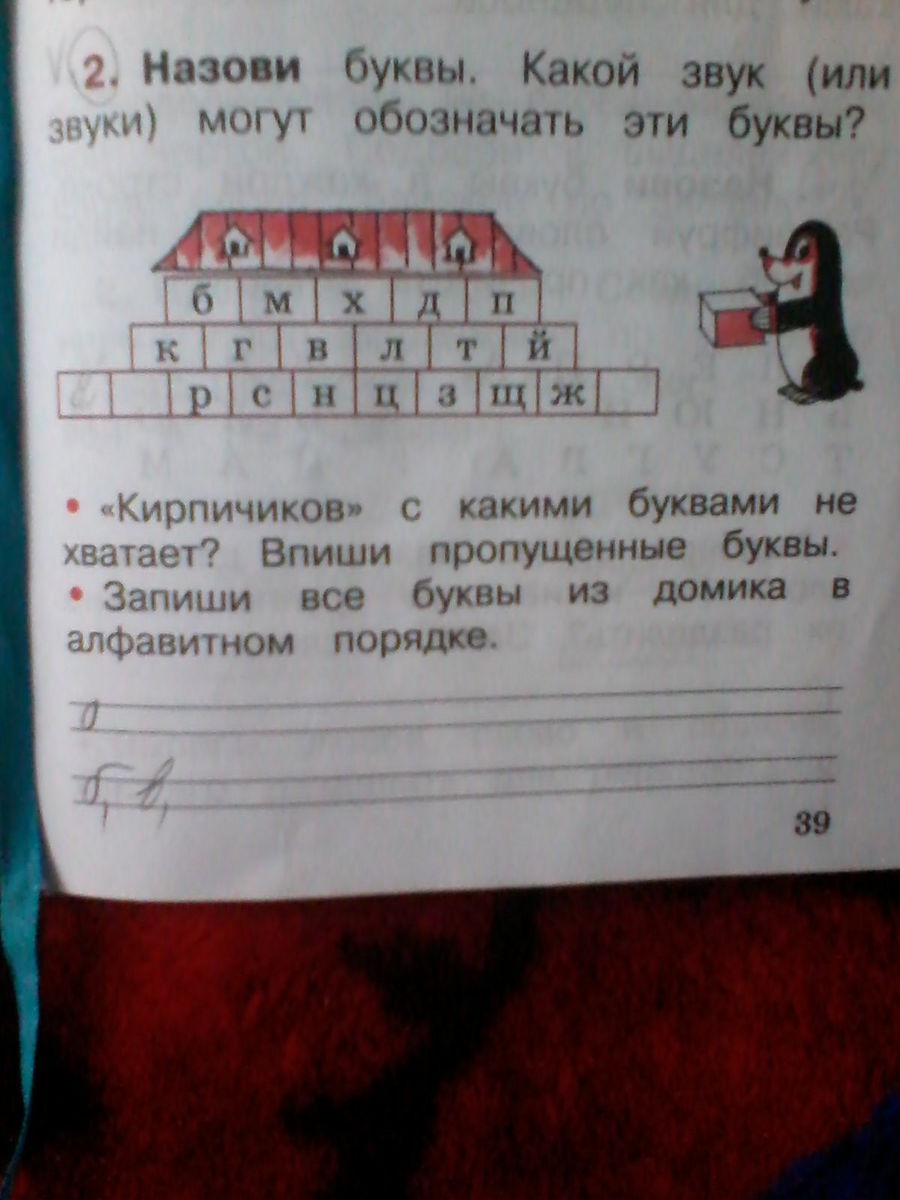 2. Назови буквы. Какой звук (или
звуки) могут обозначать эти буквы?
б м х д п
к г в л т й
р с н ц з щ ж
• «Кирпичиков» с какими буквами не
хватает? Впиши пропущенные буквы.
• Запиши все буквы из домика в
алфавитном порядке.
б, в,
39